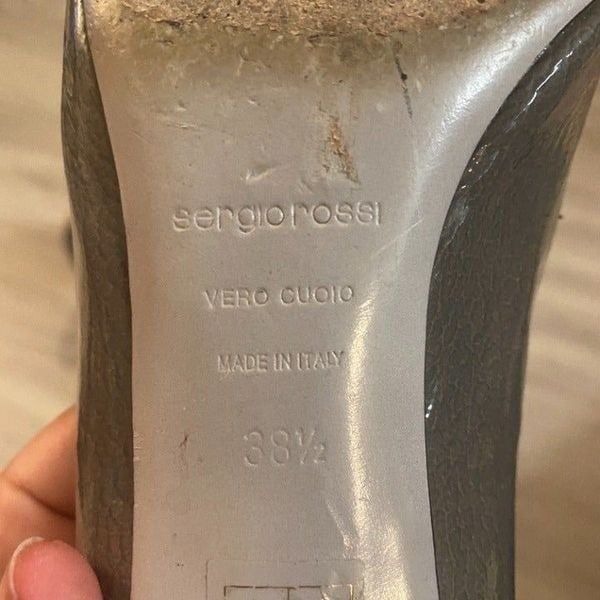 sergio rossi
VERO CUOIO
MADE IN ITALY
38½